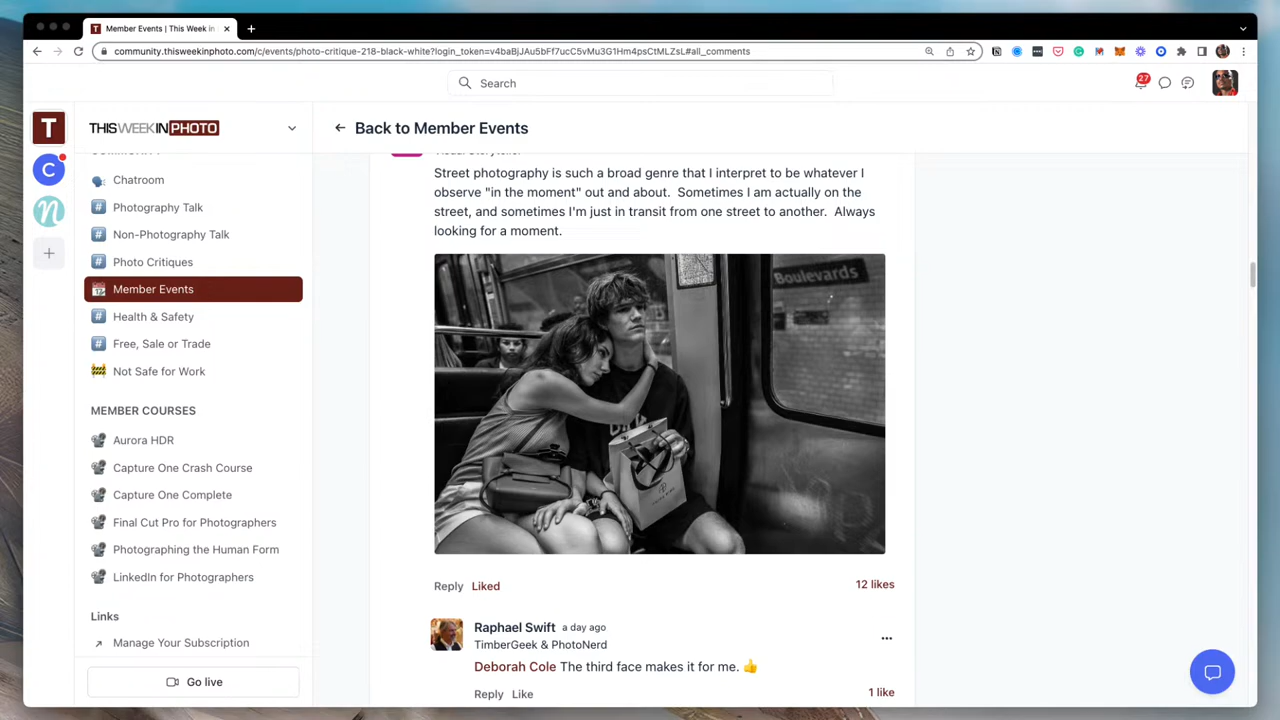 Member Events | This Week in
community.thisweekinphoto.com/c/events/photo-critique-218-black-white?login_token=v4baBjJAu5bFf7ucC5vMu3G1Hm4psCtMLZsL#all_comments
Search
27
T
THISWEEKINPHOTO
Back to Member Events
C
Chatroom
Photography Talk
Non-Photography Talk
Photo Critiques
Member Events
Health & Safety
Free, Sale or Trade
Not Safe for Work
MEMBER COURSES
Aurora HDR
Capture One Crash Course
Capture One Complete
Final Cut Pro for Photographers
Photographing the Human Form
LinkedIn for Photographers
Links
Manage Your Subscription
Go live
Street photography is such a broad genre that I interpret to be whatever I
observe "in the moment" out and about.  Sometimes I am actually on the
street, and sometimes I'm just in transit from one street to another.  Always
looking for a moment.
Boulevards
Reply Liked
12 likes
Raphael Swift a day ago
TimberGeek & PhotoNerd
Deborah Cole The third face makes it for me. 👍
Reply Like
1 like